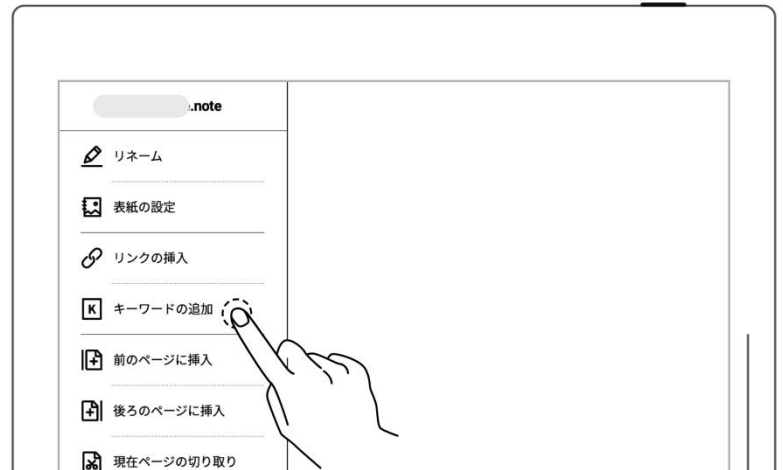 .note
リネーム
表紙の設定
リンクの挿入
K キーワードの追加
前のページに挿入
後ろのページに挿入
現在ページの切り取り